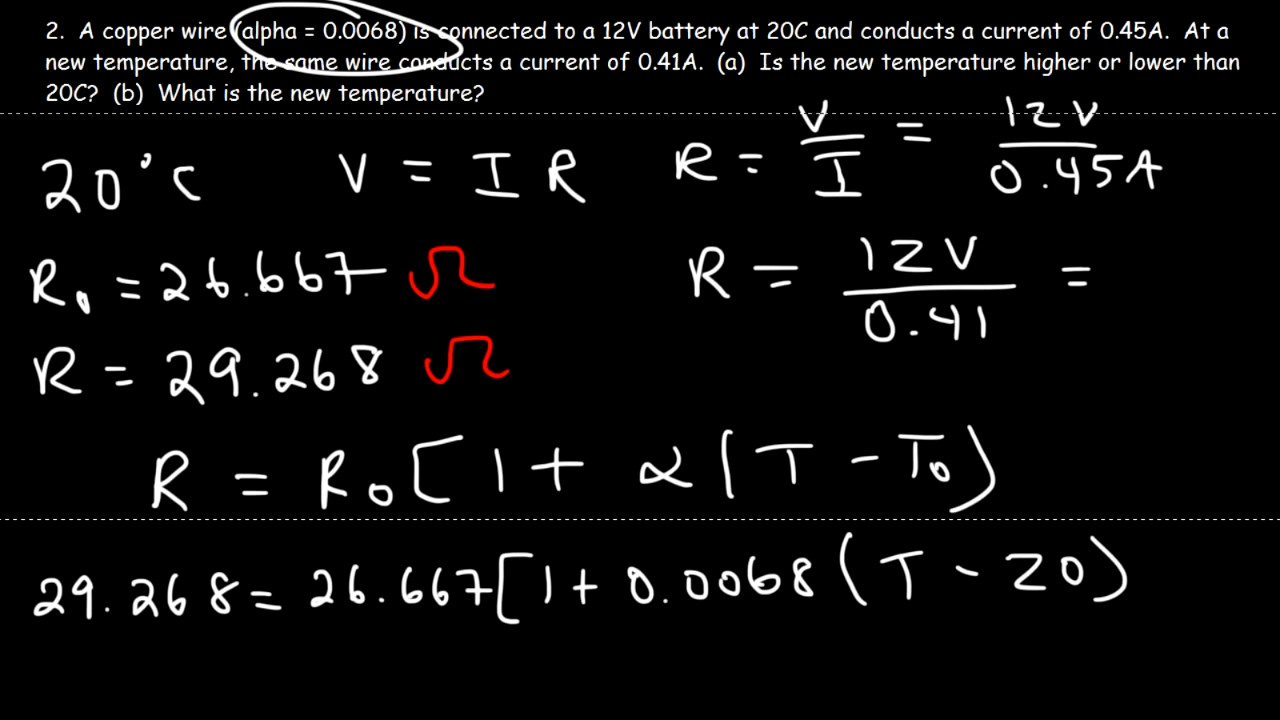 2. A copper wire (alpha = 0.0068) is connected to a 12V battery at 20C and conducts a current of 0.45A. At a
new temperature, the same wire conducts a current of 0.41A. (a) Is the new temperature higher or lower than
20C? (b) What is the new temperature?
20°C V = I R R = V/I = 12V/0.45A
R₀ = 26.667 Ω R = 12V/0.41 =
R = 29.268 Ω
R = R₀[1 + α(T - T₀)
29.268 = 26.667[1 + 0.0068(T - 20)